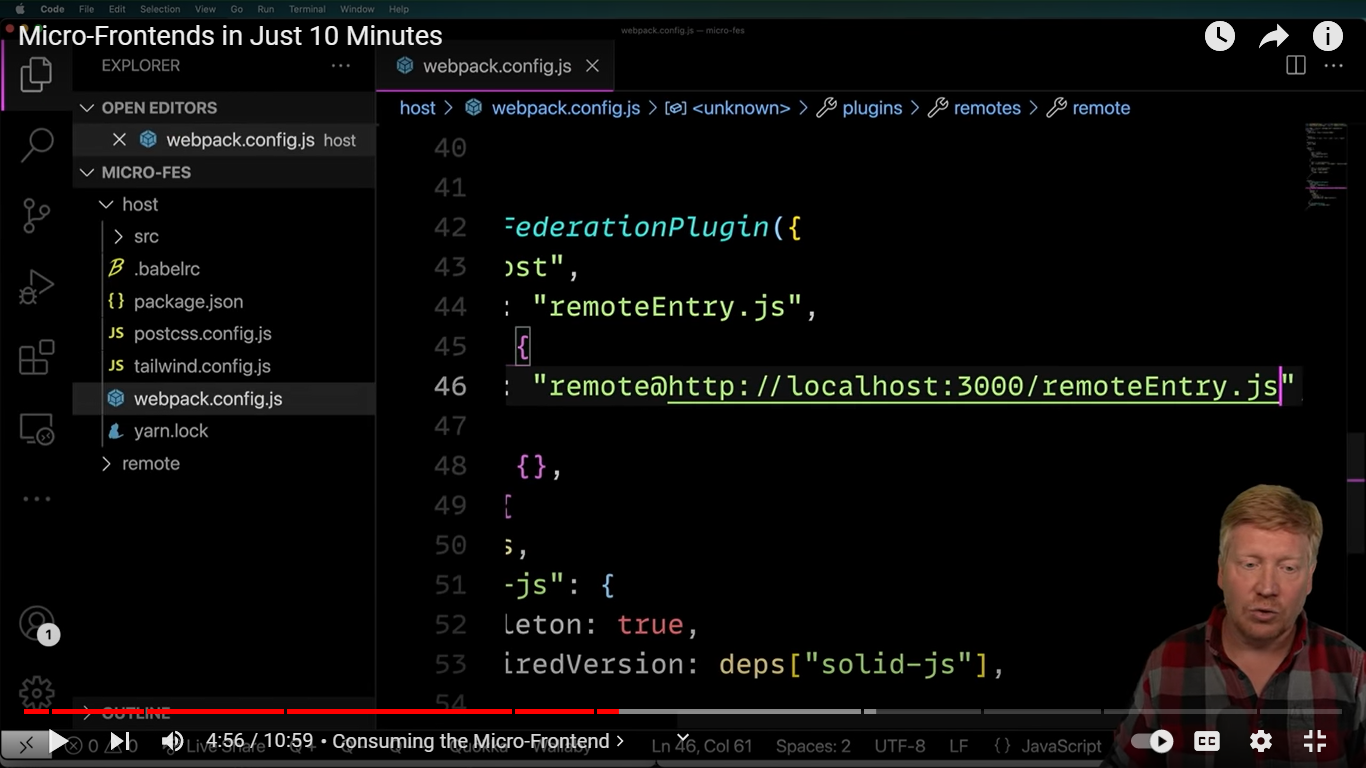 Code File Edit Selection View Go Run Terminal Window Help
webpack.config.js — micro-fes
Micro-Frontends in Just 10 Minutes
EXPLORER
webpack.config.js
OPEN EDITORS
webpack.config.js host
host > webpack.config.js > <unknown> > plugins > remotes > remote
MICRO-FES
host
src
.babelrc
package.json
postcss.config.js
tailwind.config.js
webpack.config.js
yarn.lock
remote
40
41
42 FederationPlugin({
43 ost",
44 : "remoteEntry.js",
45 {
46 : "remote@http://localhost:3000/remoteEntry.js"
47
48 {},
49 [
50 s,
51 -js": {
52 leton: true,
53 iredVersion: deps["solid-js"],
54
1
OUTLINE
0 0 Live Share Quokka Wallaby Ln 46, Col 61 Spaces: 2 UTF-8 LF {} JavaScript
4:56 / 10:59 • Consuming the Micro-Frontend >
CC